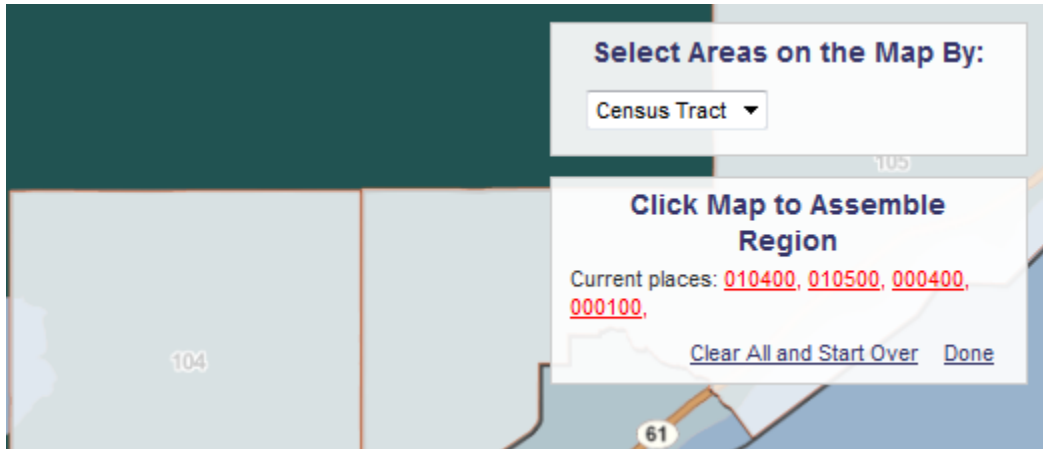 Select Areas on the Map By:
Census Tract
105
Click Map to Assemble
Region
Current places: 010400, 010500, 000400,
000100,
Clear All and Start Over Done
104
61